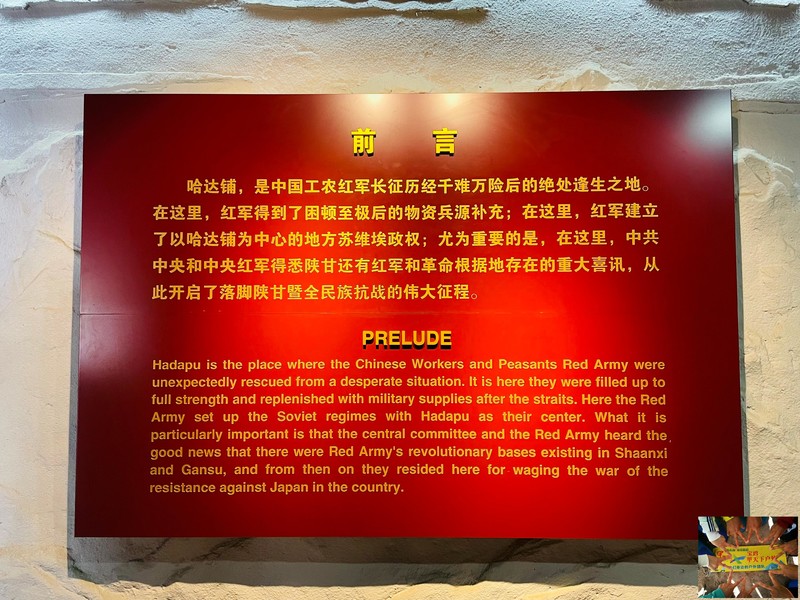 前 言
哈达铺，是中国工农红军长征历经千难万险后的绝处逢生之地。
在这里，红军得到了困顿至极后的物资兵源补充；在这里，红军建立
了以哈达铺为中心的地方苏维埃政权；尤为重要的是，在这里，中共
中央和中央红军得悉陕甘还有红军和革命根据地存在的重大喜讯，从
此开启了落脚陕甘暨全民族抗战的伟大征程。
PRELUDE
Hadapu is the place where the Chinese Workers and Peasants Red Army were
unexpectedly rescued from a desperate situation. It is here they were filled up to
full strength and replenished with military supplies after the straits. Here the Red
Army set up the Soviet regimes with Hadapu as their center. What it is
particularly important is that the central committee and the Red Army heard the
good news that there were Red Army's revolutionary bases existing in Shaanxi
and Gansu, and from then on they resided here for waging the war of the
resistance against Japan in the country.